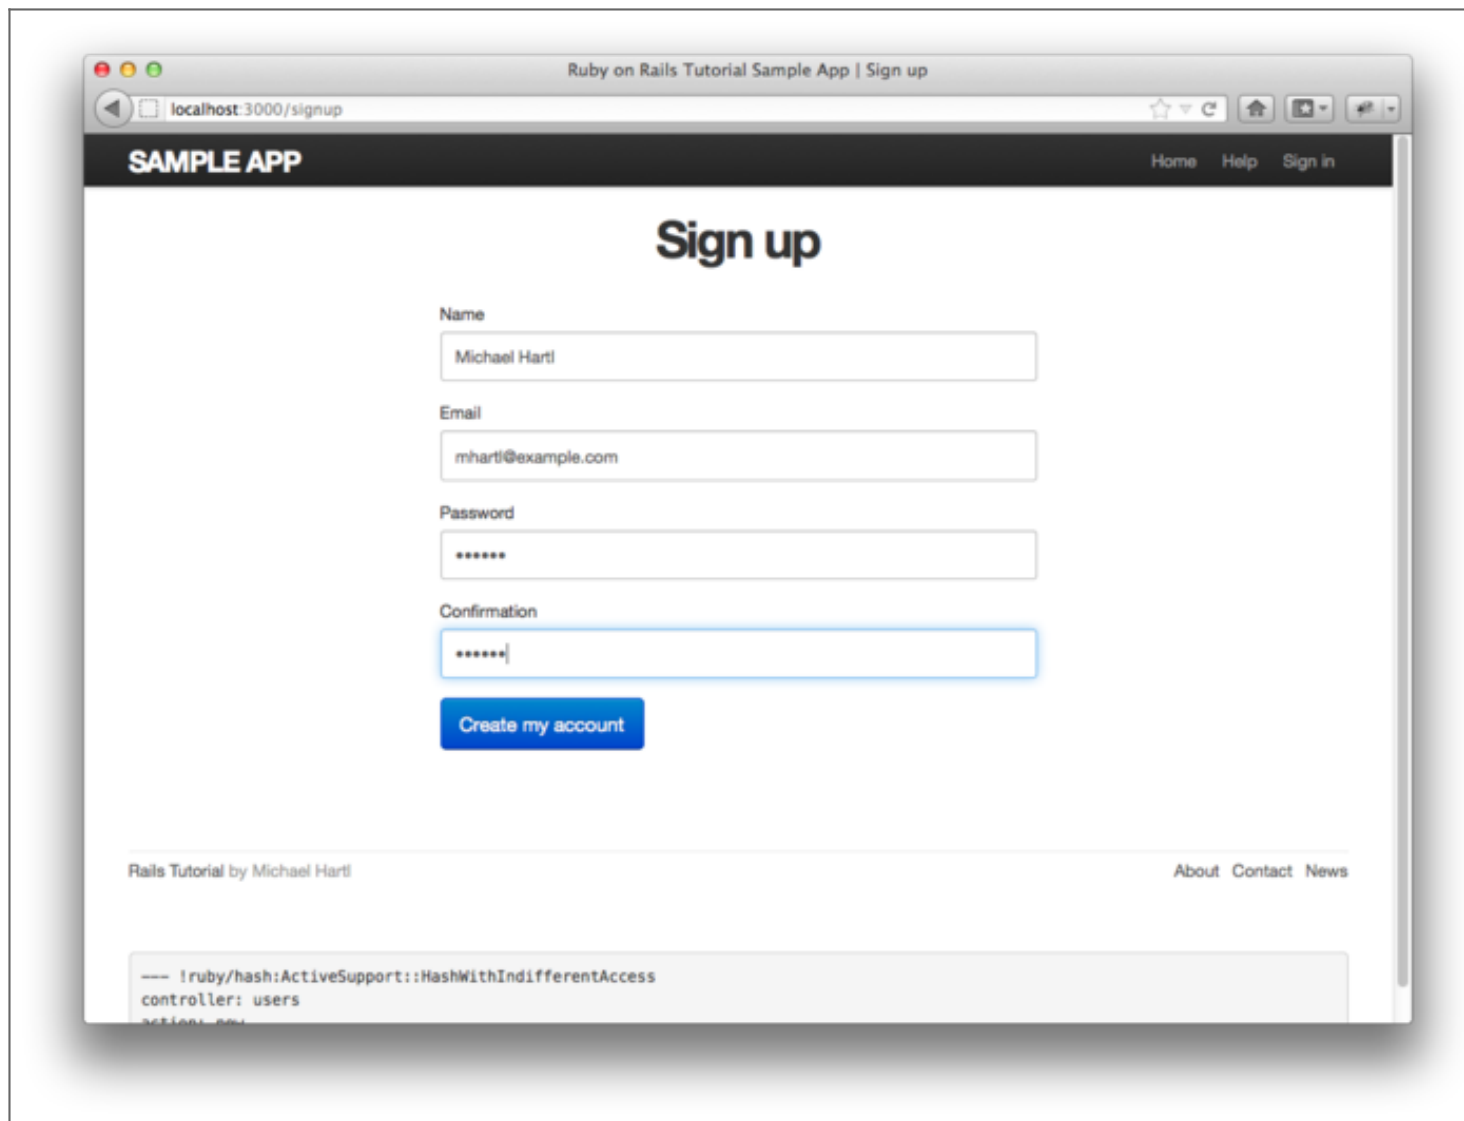 Ruby on Rails Tutorial Sample App | Sign up
localhost:3000/signup
SAMPLE APP
Home Help Sign in
Sign up
Name
Michael Hartl
Email
mhartl@example.com
Password
••••••
Confirmation
••••••
Create my account
Rails Tutorial by Michael Hartl
About Contact News
--- !ruby/hash:ActiveSupport::HashWithIndifferentAccess
controller: users
action: new